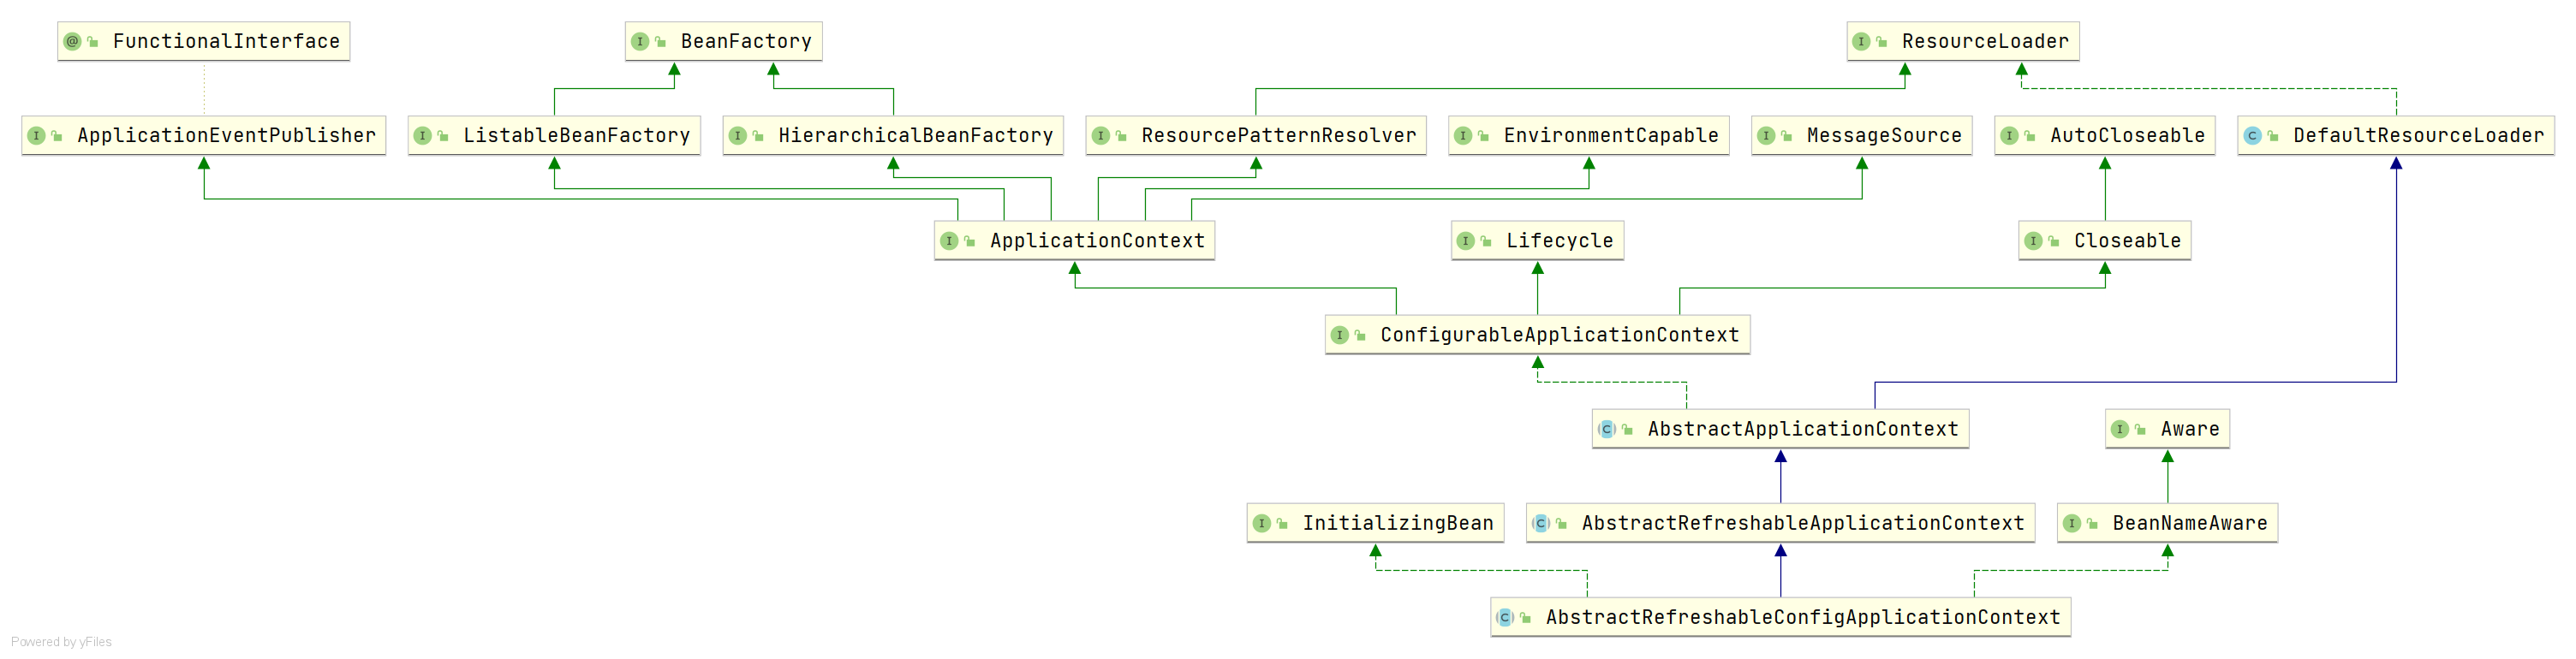 FunctionalInterface
BeanFactory
ResourceLoader
ApplicationEventPublisher
ListableBeanFactory
HierarchicalBeanFactory
ResourcePatternResolver
EnvironmentCapable
MessageSource
AutoCloseable
DefaultResourceLoader
ApplicationContext
Lifecycle
Closeable
ConfigurableApplicationContext
AbstractApplicationContext
Aware
InitializingBean
AbstractRefreshableApplicationContext
BeanNameAware
AbstractRefreshableConfigApplicationContext
Powered by yFiles